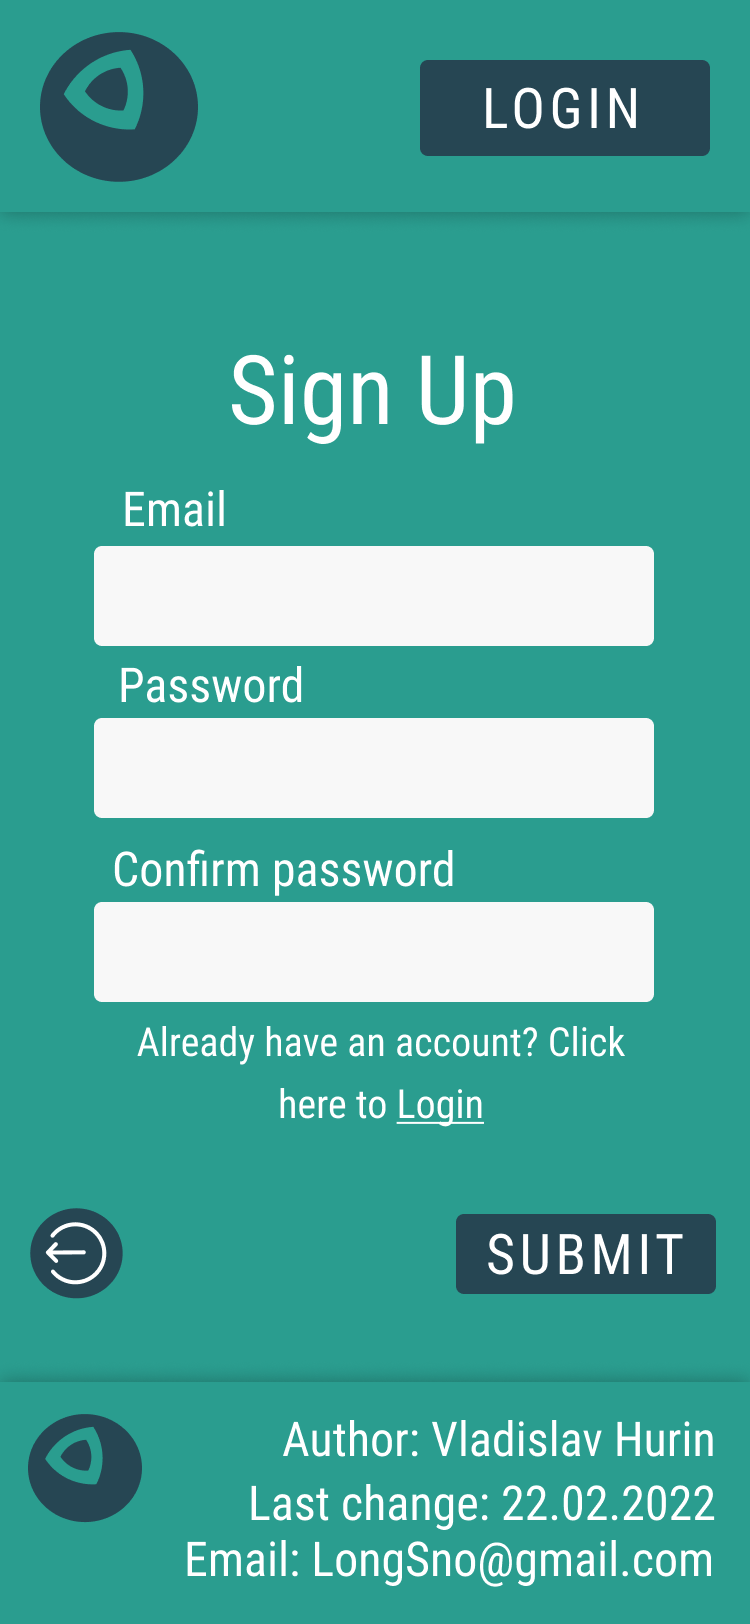 LOGIN
Sign Up
Email
Password
Confirm password
Already have an account? Click
here to Login
SUBMIT
Author: Vladislav Hurin
Last change: 22.02.2022
Email: LongSno@gmail.com